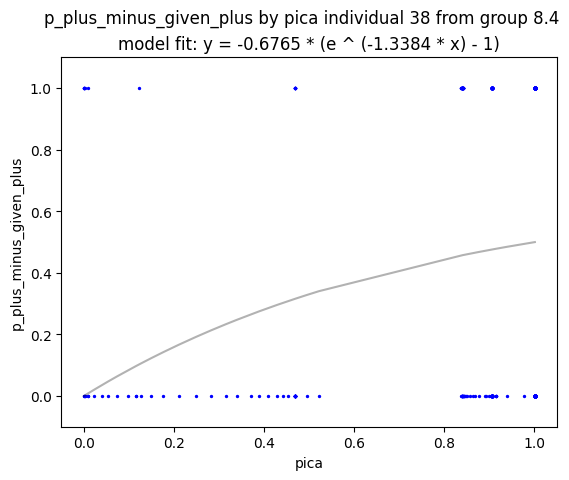 p_plus_minus_given_plus by pica individual 38 from group 8.4
model fit: y = -0.6765 * (e ^ (-1.3384 * x) - 1)
1.0
0.8
0.6
0.4
0.2
0.0
p_plus_minus_given_plus
0.0 0.2 0.4 0.6 0.8 1.0
pica